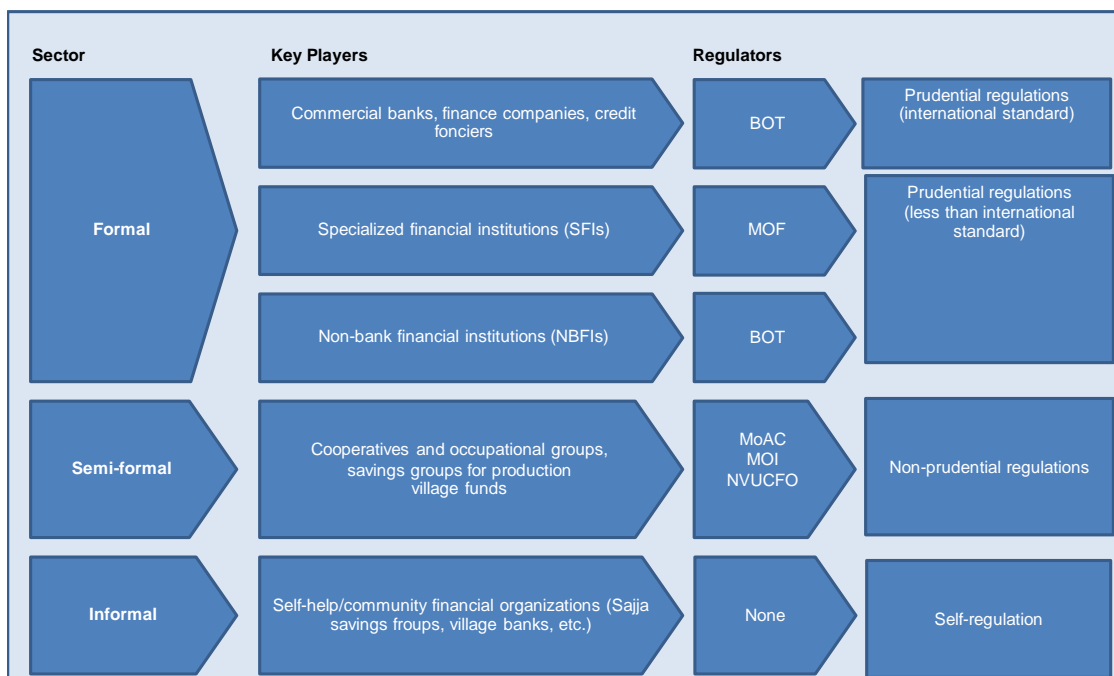 Sector
Key Players
Regulators
Formal
Commercial banks, finance companies, credit
fonciers
BOT
Prudential regulations
(international standard)
Specialized financial institutions (SFIs)
MOF
Prudential regulations
(less than international
standard)
Non-bank financial institutions (NBFIs)
BOT
Semi-formal
Cooperatives and occupational groups,
savings groups for production
village funds
MoAC
MOI
NVUCFO
Non-prudential regulations
Informal
Self-help/community financial organizations (Sajja
savings froups, village banks, etc.)
None
Self-regulation